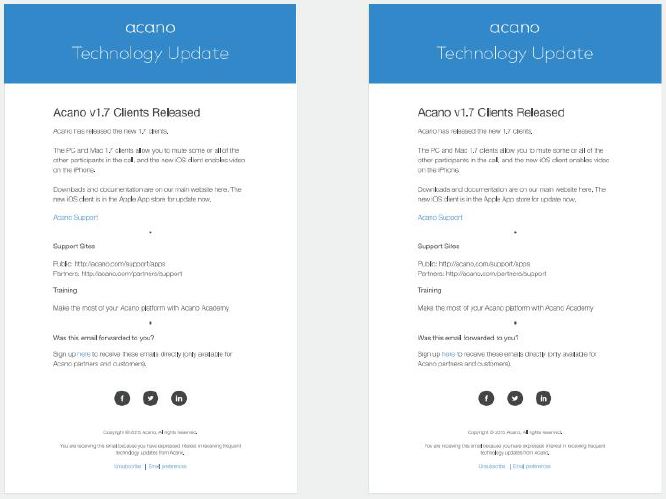 acano
Technology Update
Acano v1.7 Clients Released
Acano has released the new 1.7 clients.
The PC and Mac 1.7 clients allow you to mute some or all of the
other participants in the call, and the new iOS client enables video
on the iPhone.
Downloads and documentation are on our main website here. The
new iOS client is in the Apple App store for update now.
Acano Support
Support Sites
Public: http://acano.com/support/apps
Partners: http://acano.com/partners/support
Training
Make the most of your Acano platform with Acano Academy
Was this email forwarded to you?
Sign up here to receive these emails directly (only available for
Acano partners and customers).
Copyright © 2015 Acano, All rights reserved.
You are receiving this email because you have expressed interest in receiving frequent
technology updates from Acano.
Unsubscribe | Email preferences
acano
Technology Update
Acano v1.7 Clients Released
Acano has released the new 1.7 clients.
The PC and Mac 1.7 clients allow you to mute some or all of the
other participants in the call, and the new iOS client enables video
on the iPhone.
Downloads and documentation are on our main website here. The
new iOS client is in the Apple App store for update now.
Acano Support
Support Sites
Public: http://acano.com/support/apps
Partners: http://acano.com/partners/support
Training
Make the most of your Acano platform with Acano Academy
Was this email forwarded to you?
Sign up here to receive these emails directly (only available for
Acano partners and customers).
Copyright © 2015 Acano, All rights reserved.
You are receiving this email because you have expressed interest in receiving frequent
technology updates from Acano.
Unsubscribe | Email preferences